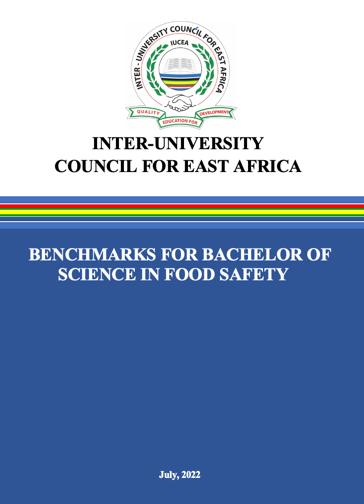 INTER-UNIVERSITY COUNCIL FOR EAST AFRICA
IUCEA
QUALITY
EDUCATION FOR
DEVELOPMENT
INTER-UNIVERSITY
COUNCIL FOR EAST AFRICA
BENCHMARKS FOR BACHELOR OF
SCIENCE IN FOOD SAFETY
July, 2022